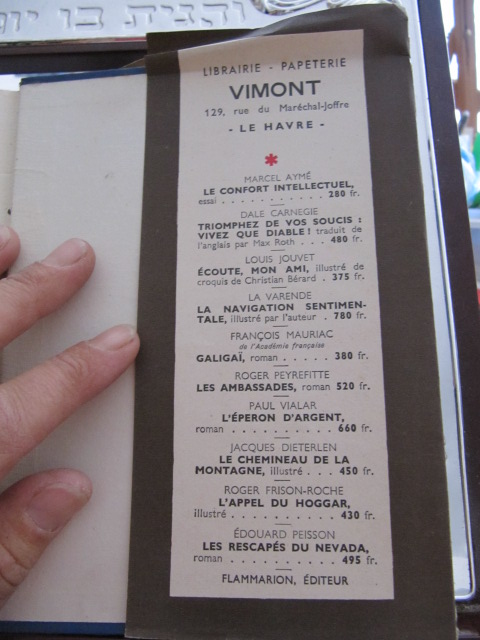 והגית בו יומ
LIBRAIRIE - PAPETERIE
VIMONT
129, rue du Maréchal-Joffre
- LE HAVRE -
*
MARCEL AYMÉ
LE CONFORT INTELLECTUEL,
essai . . . . . . . . . . . 280 fr.
DALE CARNEGIE
TRIOMPHEZ DE VOS SOUCIS :
VIVEZ QUE DIABLE ! traduit de
l'anglais par Max Roth . . . 480 fr.
LOUIS JOUVET
ÉCOUTE, MON AMI, illustré de
croquis de Christian Bérard . 375 fr.
LA VARENDE
LA NAVIGATION SENTIMEN-
TALE, illustré par l'auteur . 780 fr.
FRANÇOIS MAURIAC
de l'Académie française
GALIGAÏ, roman . . . . . 380 fr.
ROGER PEYREFITTE
LES AMBASSADES, roman 520 fr.
PAUL VIALAR
L'ÉPERON D'ARGENT,
roman . . . . . . . . . . 660 fr.
JACQUES DIETERLEN
LE CHEMINEAU DE LA
MONTAGNE, illustré . . . 450 fr.
ROGER FRISON-ROCHE
L'APPEL DU HOGGAR,
illustré . . . . . . . . . . 430 fr.
ÉDOUARD PEISSON
LES RESCAPÉS DU NEVADA,
roman . . . . . . . . . . 495 fr.
FLAMMARION, ÉDITEUR